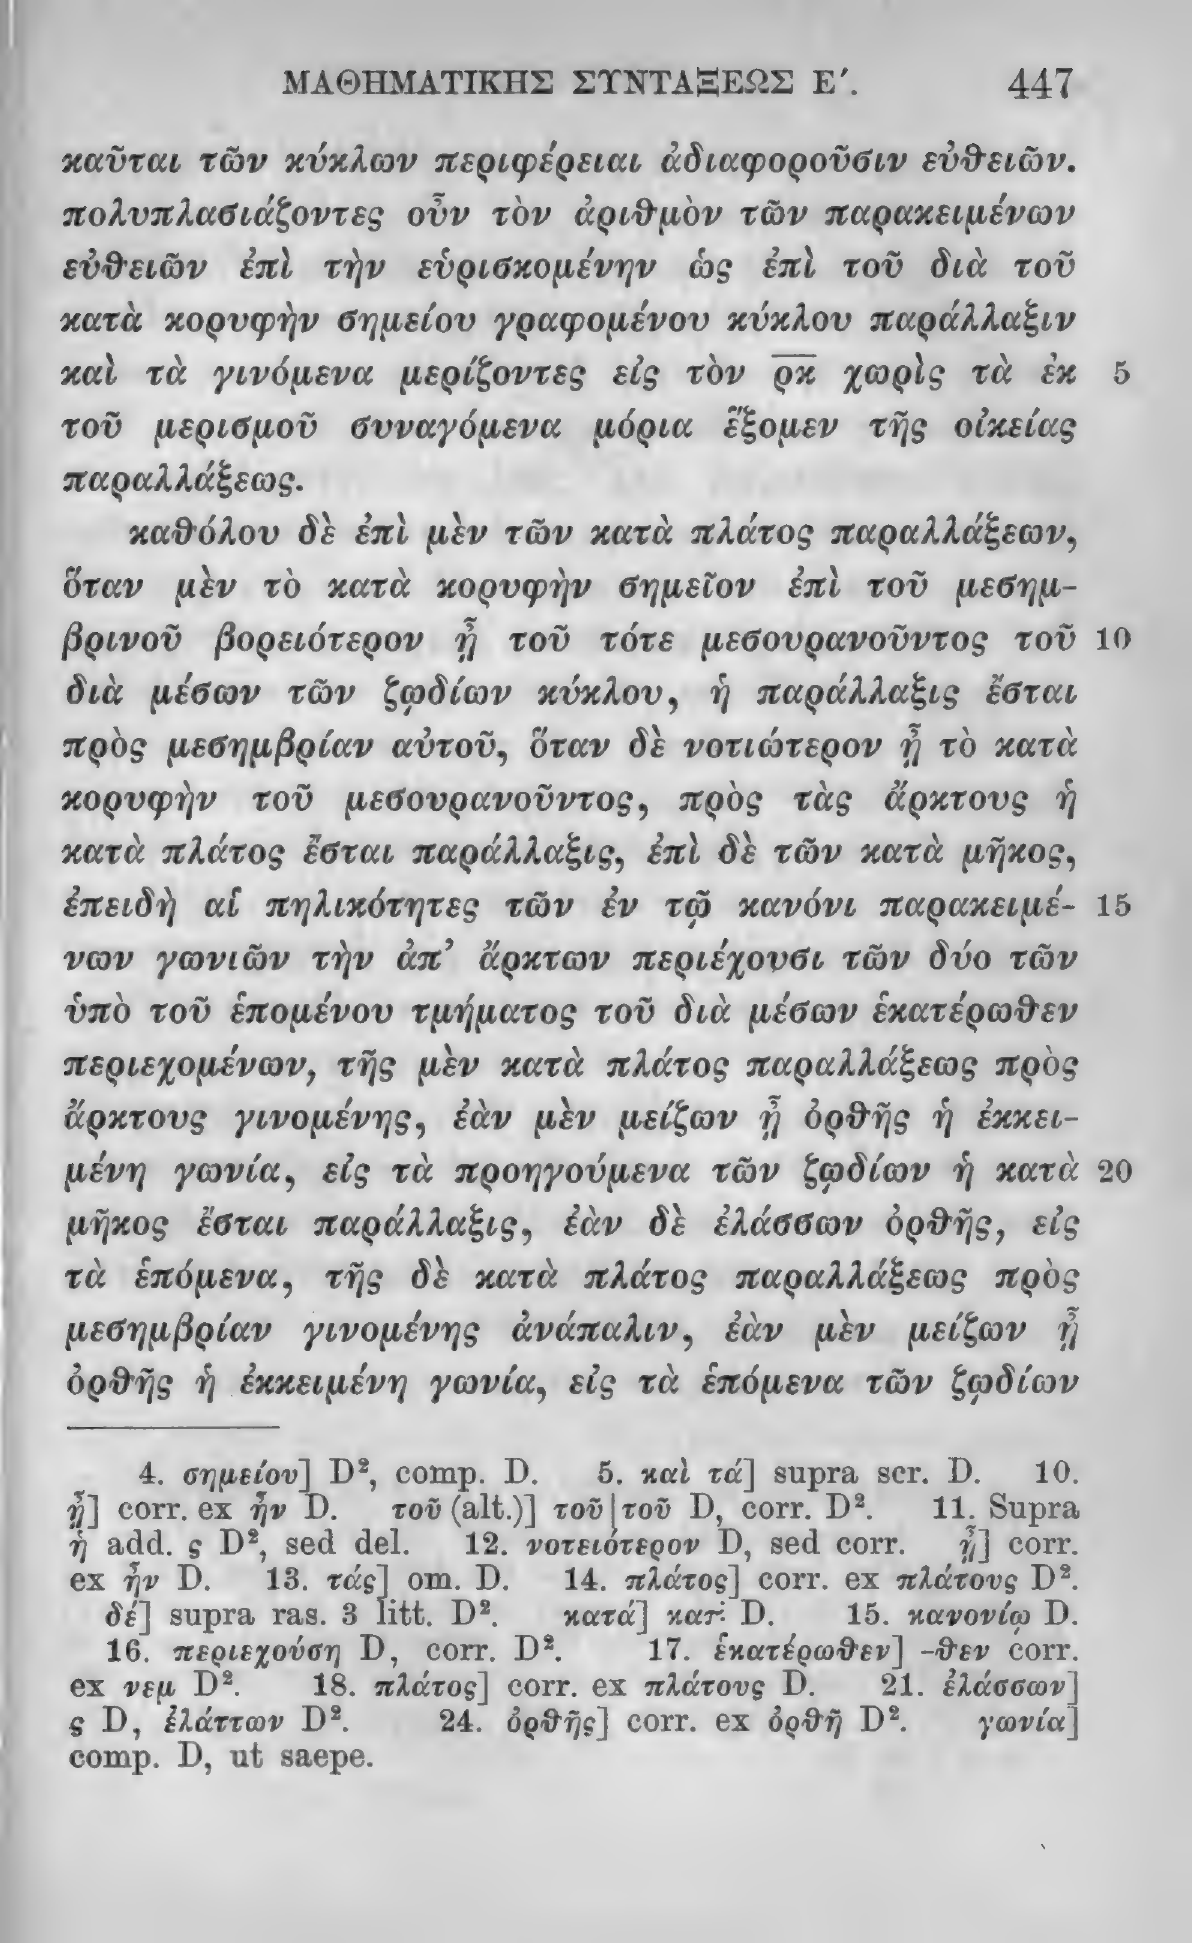 ΜΑΘΗΜΑΤΙΚΗΣ ΣΥΝΤΑΞΕΩΣ Ε΄. 447
καῦται τῶν κύκλων περιφέρειαι ἀδιαφοροῦσιν εὐθειῶν.
πολυπλασιάζοντες οὖν τὸν ἀριθμὸν τῶν παρακειμένων
εὐθειῶν ἐπὶ τὴν εὑρισκομένην ὡς ἐπὶ τοῦ διὰ τοῦ
κατὰ κορυφὴν σημείου γραφομένου κύκλου παράλλαξιν
καὶ τὰ γινόμενα μερίζοντες εἰς τὸν ρ̅κ̅ χωρὶς τὰ ἐκ 5
τοῦ μερισμοῦ συναγόμενα μόρια ἕξομεν τῆς οἰκείας
παραλλάξεως.
καθόλου δὲ ἐπὶ μὲν τῶν κατὰ πλάτος παραλλάξεων,
ὅταν μὲν τὸ κατὰ κορυφὴν σημεῖον ἐπὶ τοῦ μεσημ-
βρινοῦ βορειότερον ᾖ τοῦ τότε μεσουρανοῦντος τοῦ 10
διὰ μέσων τῶν ζῳδίων κύκλου, ἡ παράλλαξις ἔσται
πρὸς μεσημβρίαν αὐτοῦ, ὅταν δὲ νοτιώτερον ᾖ τὸ κατὰ
κορυφὴν τοῦ μεσουρανοῦντος, πρὸς τὰς ἄρκτους ἡ
κατὰ πλάτος ἔσται παράλλαξις, ἐπὶ δὲ τῶν κατὰ μῆκος,
ἐπειδὴ αἱ πηλικότητες τῶν ἐν τῷ κανόνι παρακειμέ- 15
νων γωνιῶν τὴν ἀπ’ ἄρκτων περιέχουσι τῶν δύο τῶν
ὑπὸ τοῦ ἑπομένου τμήματος τοῦ διὰ μέσων ἑκατέρωθεν
περιεχομένων, τῆς μὲν κατὰ πλάτος παραλλάξεως πρὸς
ἄρκτους γινομένης, ἐὰν μὲν μείζων ᾖ ὀρθῆς ἡ ἐκκει-
μένη γωνία, εἰς τὰ προηγούμενα τῶν ζῳδίων ἡ κατὰ 20
μῆκος ἔσται παράλλαξις, ἐὰν δὲ ἐλάσσων ὀρθῆς, εἰς
τὰ ἑπόμενα, τῆς δὲ κατὰ πλάτος παραλλάξεως πρὸς
μεσημβρίαν γινομένης ἀνάπαλιν, ἐὰν μὲν μείζων ᾖ
ὀρθῆς ἡ ἐκκειμένη γωνία, εἰς τὰ ἑπόμενα τῶν ζῳδίων
4. σημείου] D², comp. D. 5. καὶ τά] supra scr. D. 10.
ᾖ] corr. ex ἦν D. τοῦ (alt.)] τοῦ|τοῦ D, corr. D². 11. Supra
ἡ add. ς D², sed del. 12. νοτειότερον D, sed corr. ᾖ] corr.
ex ἦν D. 13. τάς] om. D. 14. πλάτος] corr. ex πλάτους D².
δέ] supra ras. 3 litt. D². κατά] κατ⁝ D. 15. κανονίῳ D.
16. περιεχούση D, corr. D². 17. ἑκατέρωθεν] -θεν corr.
ex νεμ D². 18. πλάτος] corr. ex πλάτους D. 21. ἐλάσσων]
ς D, ἐλάττων D². 24. ὀρθῆς] corr. ex ὀρθῆ D². γωνία]
comp. D, ut saepe.